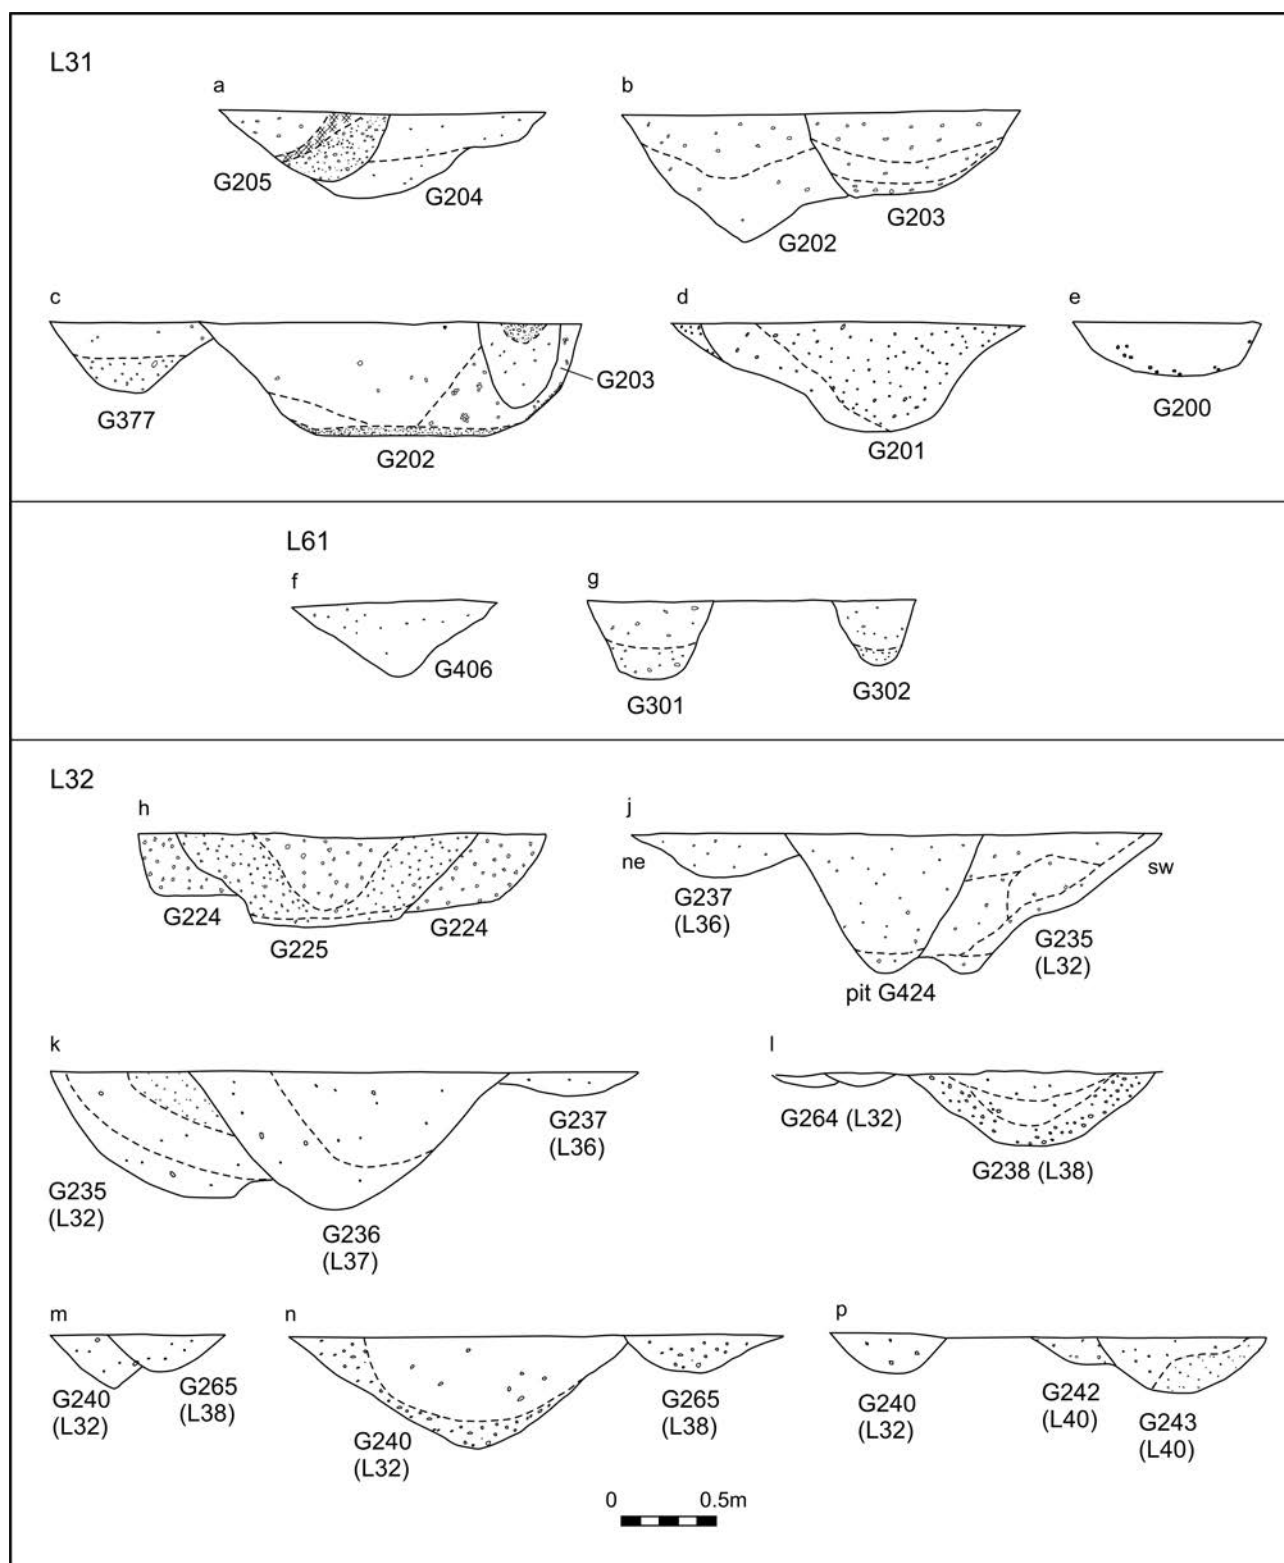 L31
a
b
G205
G204
G202
G203
c
d
e
G377
G202
G203
G201
G200
L61
f
g
G406
G301
G302
L32
h
j
G224
G225
G224
ne
G237
(L36)
pit G424
G235
(L32)
sw
k
l
G235
(L32)
G236
(L37)
G237
(L36)
G264 (L32)
G238 (L38)
m
n
p
G240
(L32)
G265
(L38)
G240
(L32)
G265
(L38)
G240
(L32)
G242
(L40)
G243
(L40)
0 0.5m